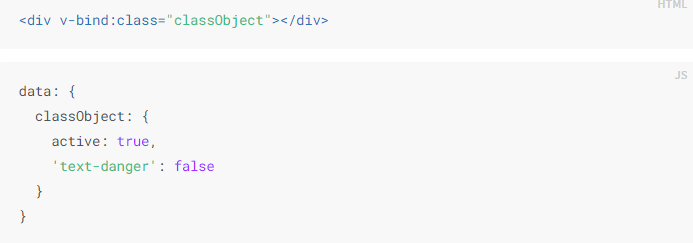 HTML
<div v-bind:class="classObject"></div>
JS
data: {
  classObject: {
    active: true,
    'text-danger': false
  }
}